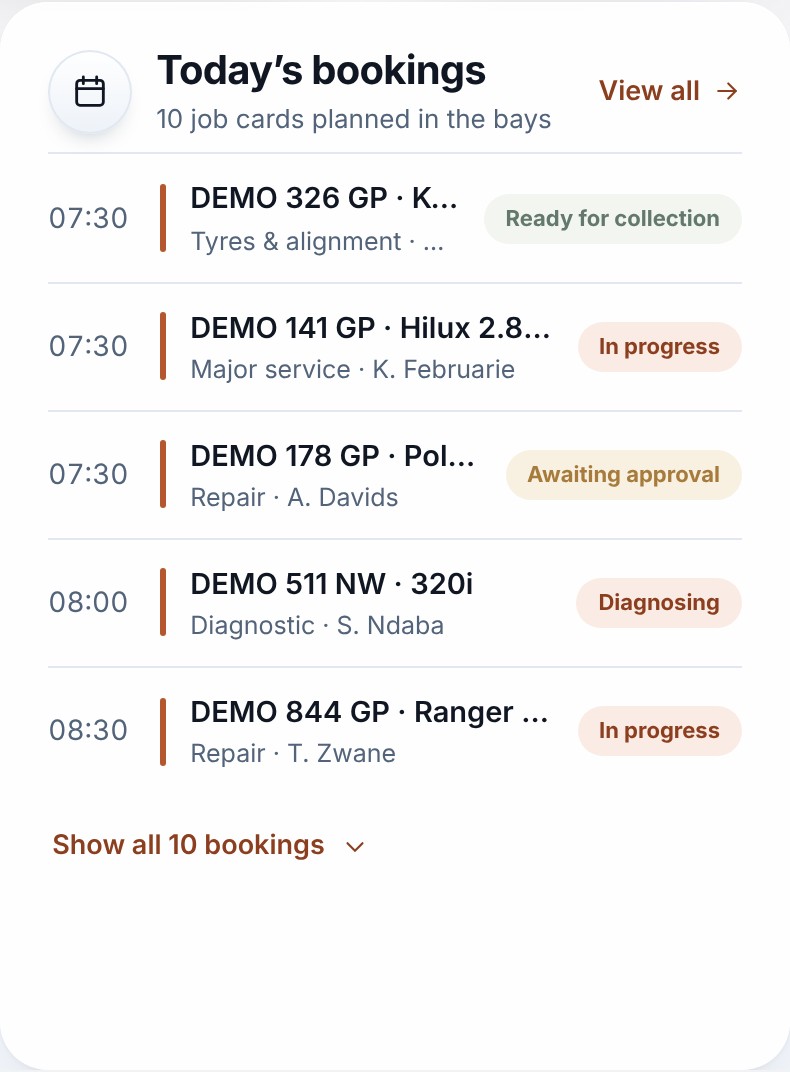 Today’s bookings
10 job cards planned in the bays
View all →
07:30
DEMO 326 GP · K...
Tyres & alignment · ...
Ready for collection
07:30
DEMO 141 GP · Hilux 2.8...
Major service · K. Februarie
In progress
07:30
DEMO 178 GP · Pol...
Repair · A. Davids
Awaiting approval
08:00
DEMO 511 NW · 320i
Diagnostic · S. Ndaba
Diagnosing
08:30
DEMO 844 GP · Ranger ...
Repair · T. Zwane
In progress
Show all 10 bookings